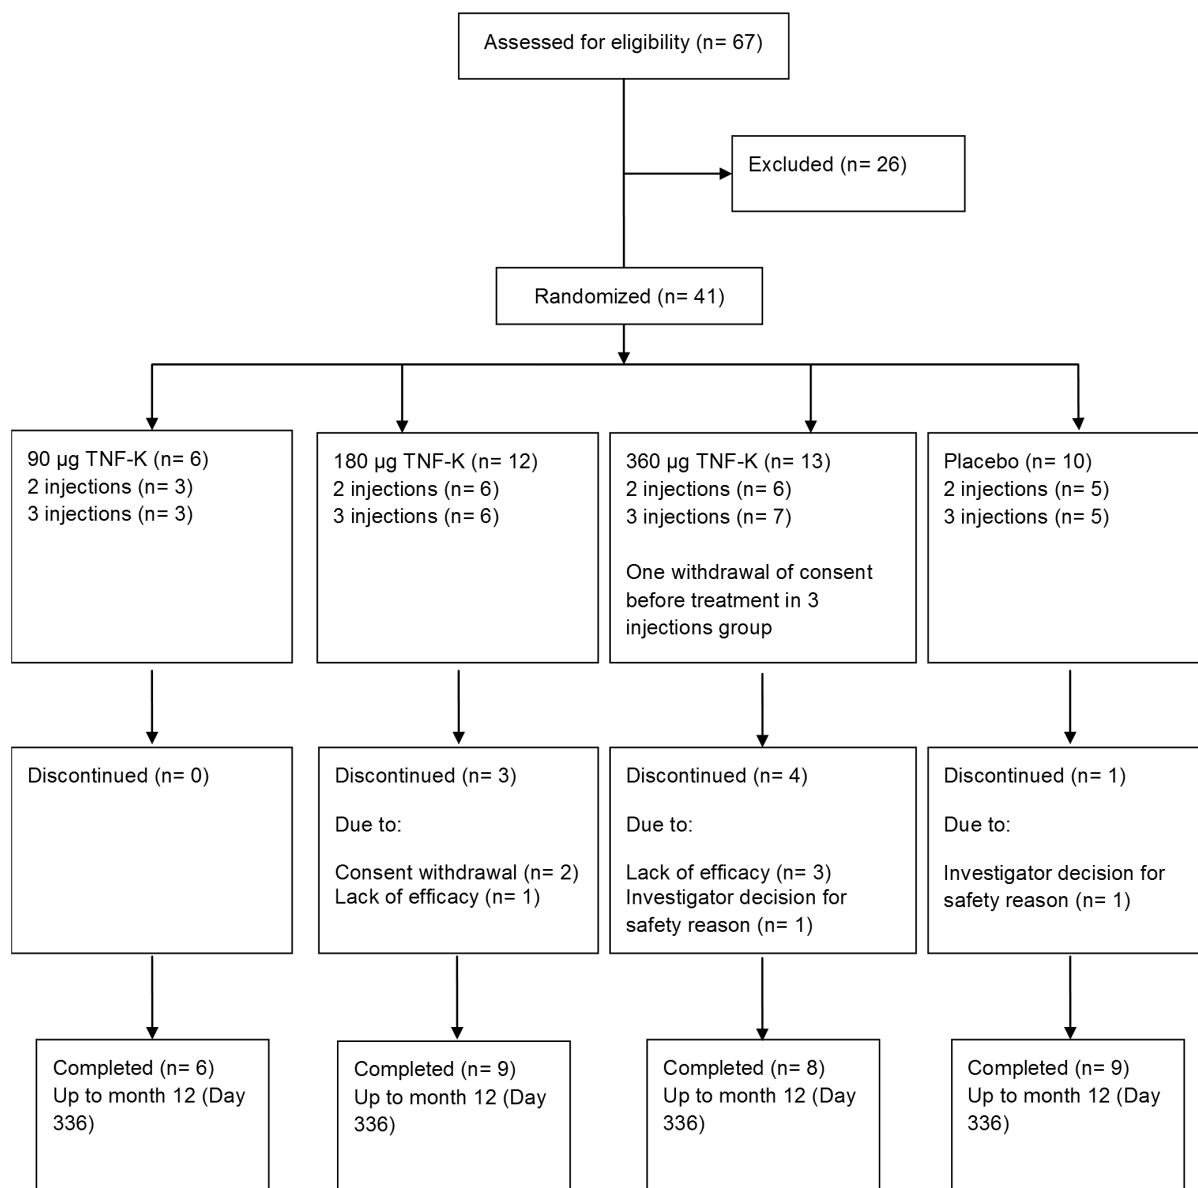 Assessed for eligibility (n= 67)
Excluded (n= 26)
Randomized (n= 41)
90 µg TNF-K (n= 6)
2 injections (n= 3)
3 injections (n= 3)
180 µg TNF-K (n= 12)
2 injections (n= 6)
3 injections (n= 6)
360 µg TNF-K (n= 13)
2 injections (n= 6)
3 injections (n= 7)
One withdrawal of consent
before treatment in 3
injections group
Placebo (n= 10)
2 injections (n= 5)
3 injections (n= 5)
Discontinued (n= 0)
Discontinued (n= 3)
Due to:
Consent withdrawal (n= 2)
Lack of efficacy (n= 1)
Discontinued (n= 4)
Due to:
Lack of efficacy (n= 3)
Investigator decision for
safety reason (n= 1)
Discontinued (n= 1)
Due to:
Investigator decision for
safety reason (n= 1)
Completed (n= 6)
Up to month 12 (Day
336)
Completed (n= 9)
Up to month 12 (Day
336)
Completed (n= 8)
Up to month 12 (Day
336)
Completed (n= 9)
Up to month 12 (Day
336)